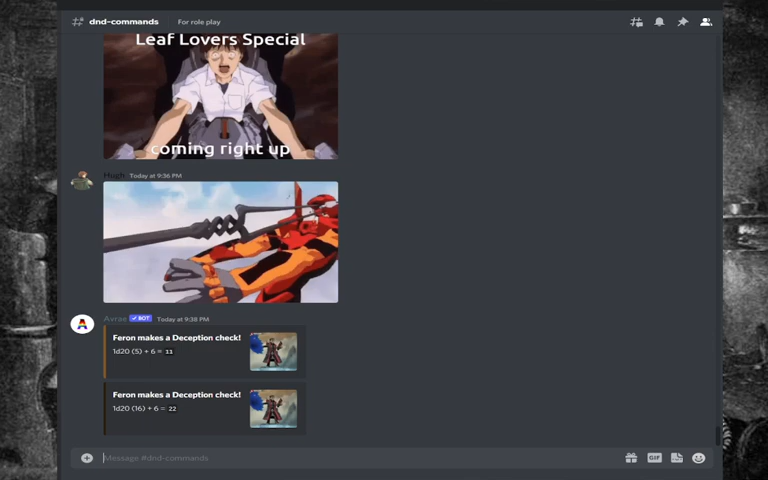 dnd-commands For role play
Leaf Lovers Special
coming right up
Hugh Today at 9:36 PM
Avrae BOT Today at 9:38 PM
Feron makes a Deception check!
1d20 (5) + 6 = 11
Feron makes a Deception check!
1d20 (16) + 6 = 22
Message #dnd-commands
GIF